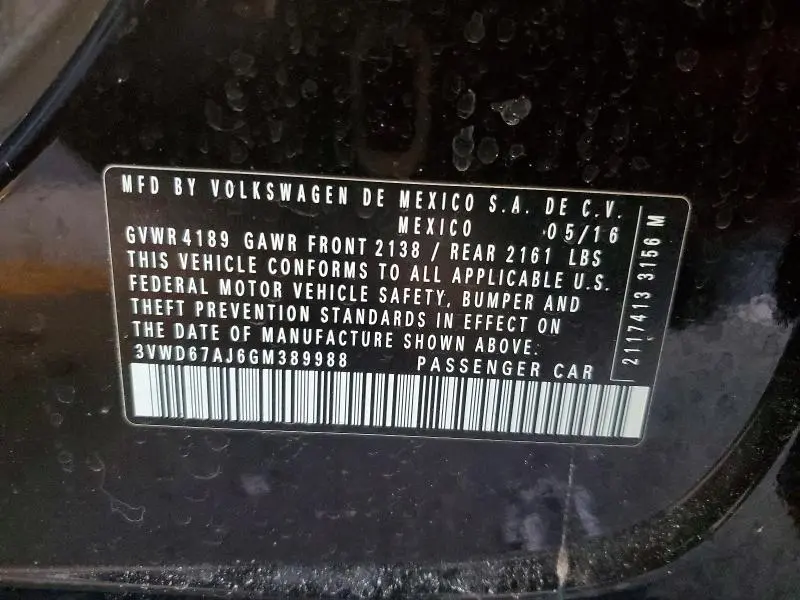 MFD BY VOLKSWAGEN DE MEXICO S.A. DE C.V.
MEXICO 05/16
GVWR 4189 GAWR FRONT 2138 / REAR 2161 LBS
THIS VEHICLE CONFORMS TO ALL APPLICABLE U.S.
FEDERAL MOTOR VEHICLE SAFETY, BUMPER AND
THEFT PREVENTION STANDARDS IN EFFECT ON
THE DATE OF MANUFACTURE SHOWN ABOVE:
3VWD67AJ6GM389988 PASSENGER CAR
2117413 3156 M